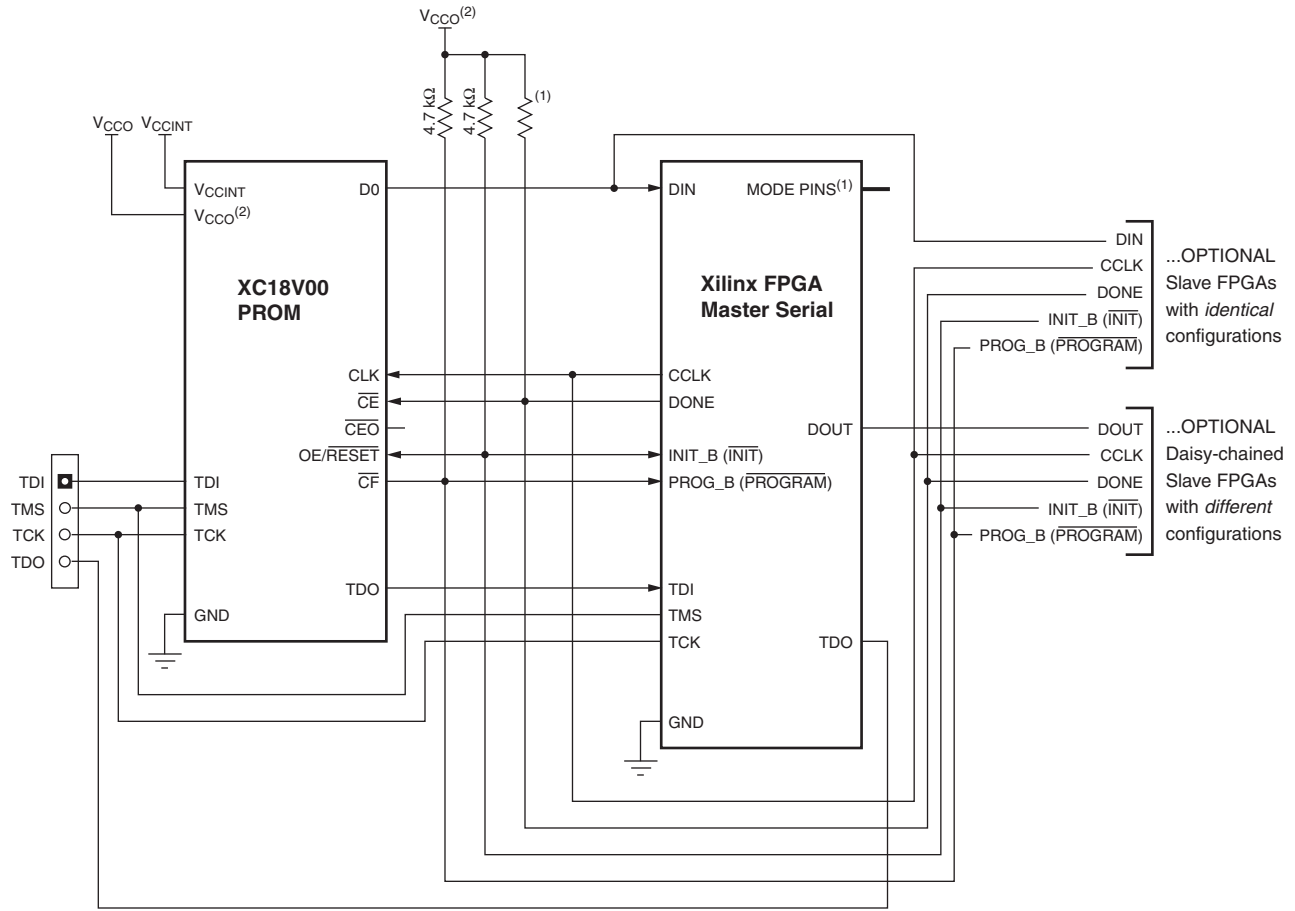 VCCO(2)
4.7 kΩ
4.7 kΩ
(1)
VCCO VCCINT
VCCINT
VCCO(2)
D0
XC18V00
PROM
CLK
CE
CEO
OE/RESET
CF
TDI
TMS
TCK
TDO
GND
TDI
TMS
TCK
TDO
DIN
MODE PINS(1)
Xilinx FPGA
Master Serial
CCLK
DONE
DOUT
INIT_B (INIT)
PROG_B (PROGRAM)
TDI
TMS
TCK
TDO
GND
DIN
CCLK
DONE
INIT_B (INIT)
PROG_B (PROGRAM)
...OPTIONAL
Slave FPGAs
with identical
configurations
DOUT
CCLK
DONE
INIT_B (INIT)
PROG_B (PROGRAM)
...OPTIONAL
Daisy-chained
Slave FPGAs
with different
configurations